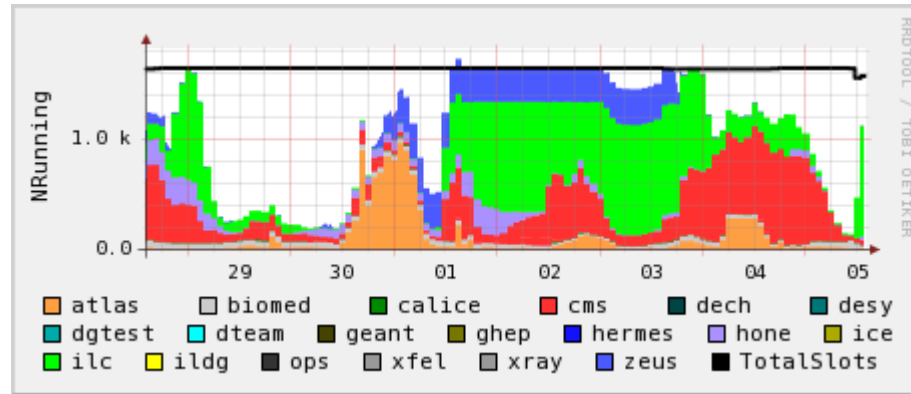 NRunning
1.0 k
0.0
29 30 01 02 03 04 05
atlas biomed calice cms dech desy
dgtest dteam geant ghep hermes hone ice
ilc ildg ops xfel xray zeus TotalSlots
RRDTOOL / TOBI OETIKER